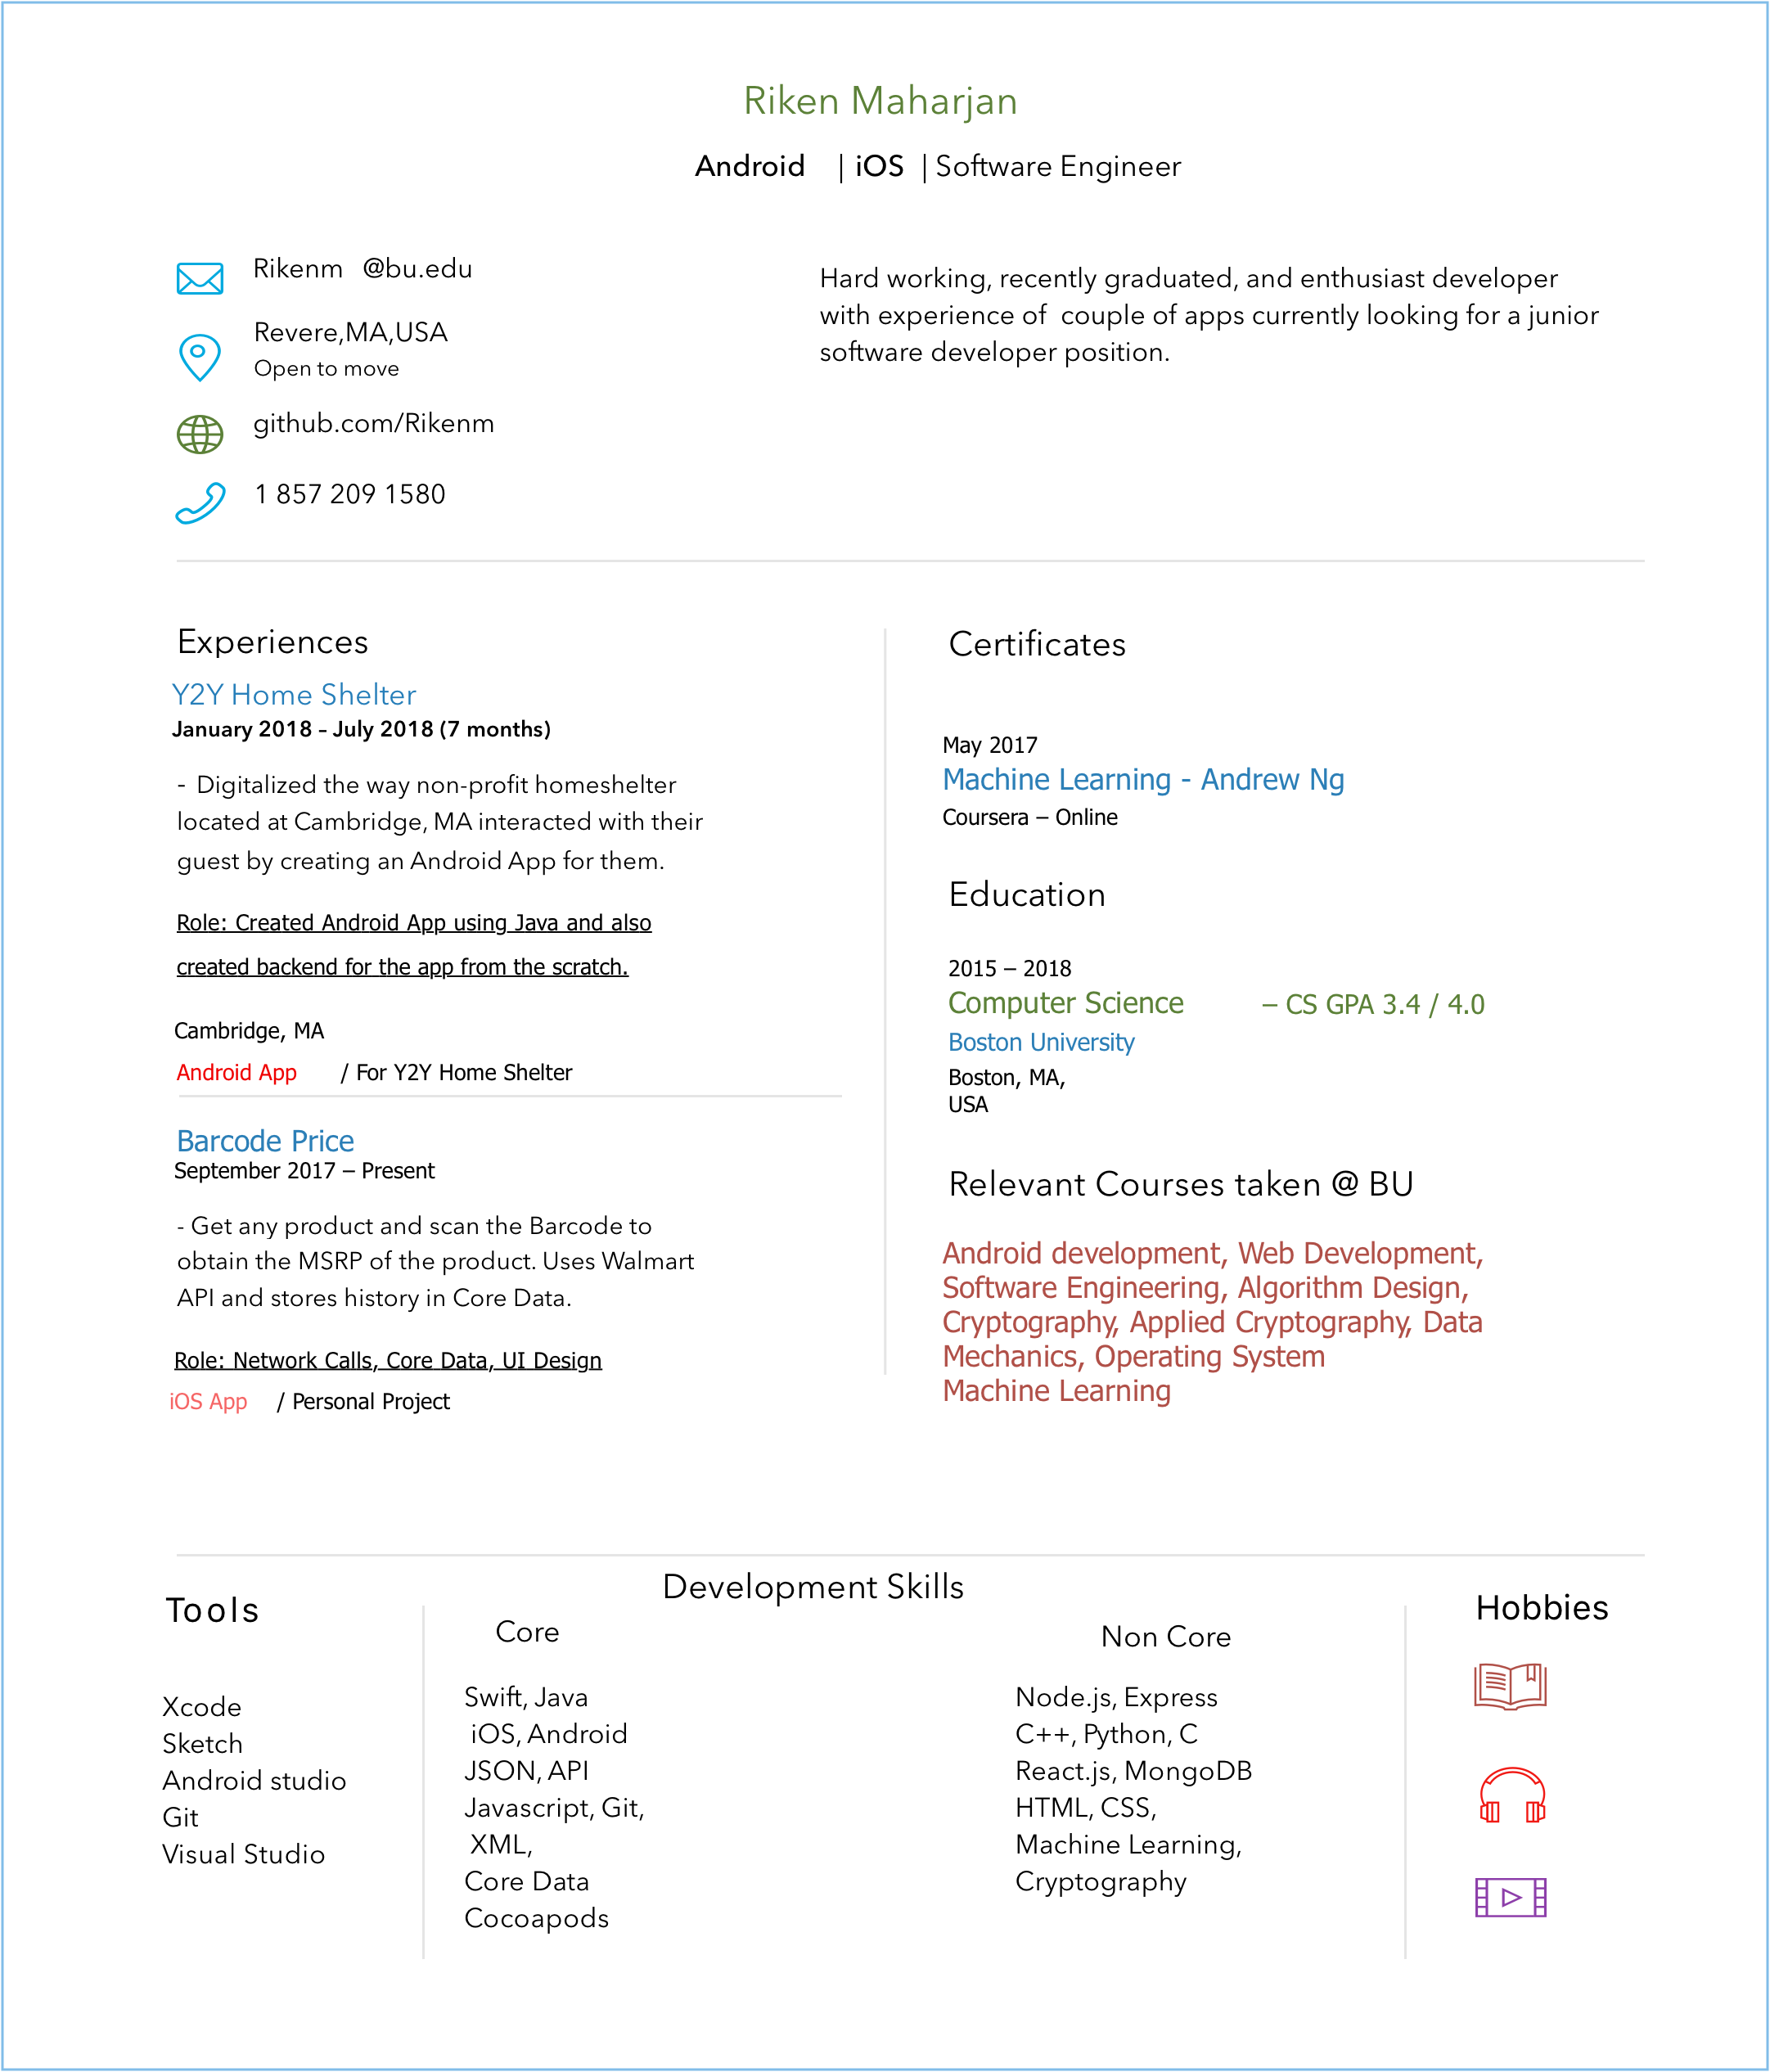 Riken Maharjan
Android | iOS | Software Engineer
Rikenm @bu.edu
Revere,MA,USA
Open to move
github.com/Rikenm
1 857 209 1580
Hard working, recently graduated, and enthusiast developer
with experience of couple of apps currently looking for a junior
software developer position.
Experiences
Y2Y Home Shelter
January 2018 – July 2018 (7 months)
- Digitalized the way non-profit homeshelter
located at Cambridge, MA interacted with their
guest by creating an Android App for them.
Role: Created Android App using Java and also
created backend for the app from the scratch.
Cambridge, MA
Android App / For Y2Y Home Shelter
Barcode Price
September 2017 – Present
- Get any product and scan the Barcode to
obtain the MSRP of the product. Uses Walmart
API and stores history in Core Data.
Role: Network Calls, Core Data, UI Design
iOS App / Personal Project
Certificates
May 2017
Machine Learning - Andrew Ng
Coursera – Online
Education
2015 – 2018
Computer Science – CS GPA 3.4 / 4.0
Boston University
Boston, MA,
USA
Relevant Courses taken @ BU
Android development, Web Development,
Software Engineering, Algorithm Design,
Cryptography, Applied Cryptography, Data
Mechanics, Operating System
Machine Learning
Tools
Xcode
Sketch
Android studio
Git
Visual Studio
Development Skills
Core
Swift, Java
iOS, Android
JSON, API
Javascript, Git,
XML,
Core Data
Cocoapods
Non Core
Node.js, Express
C++, Python, C
React.js, MongoDB
HTML, CSS,
Machine Learning,
Cryptography
Hobbies